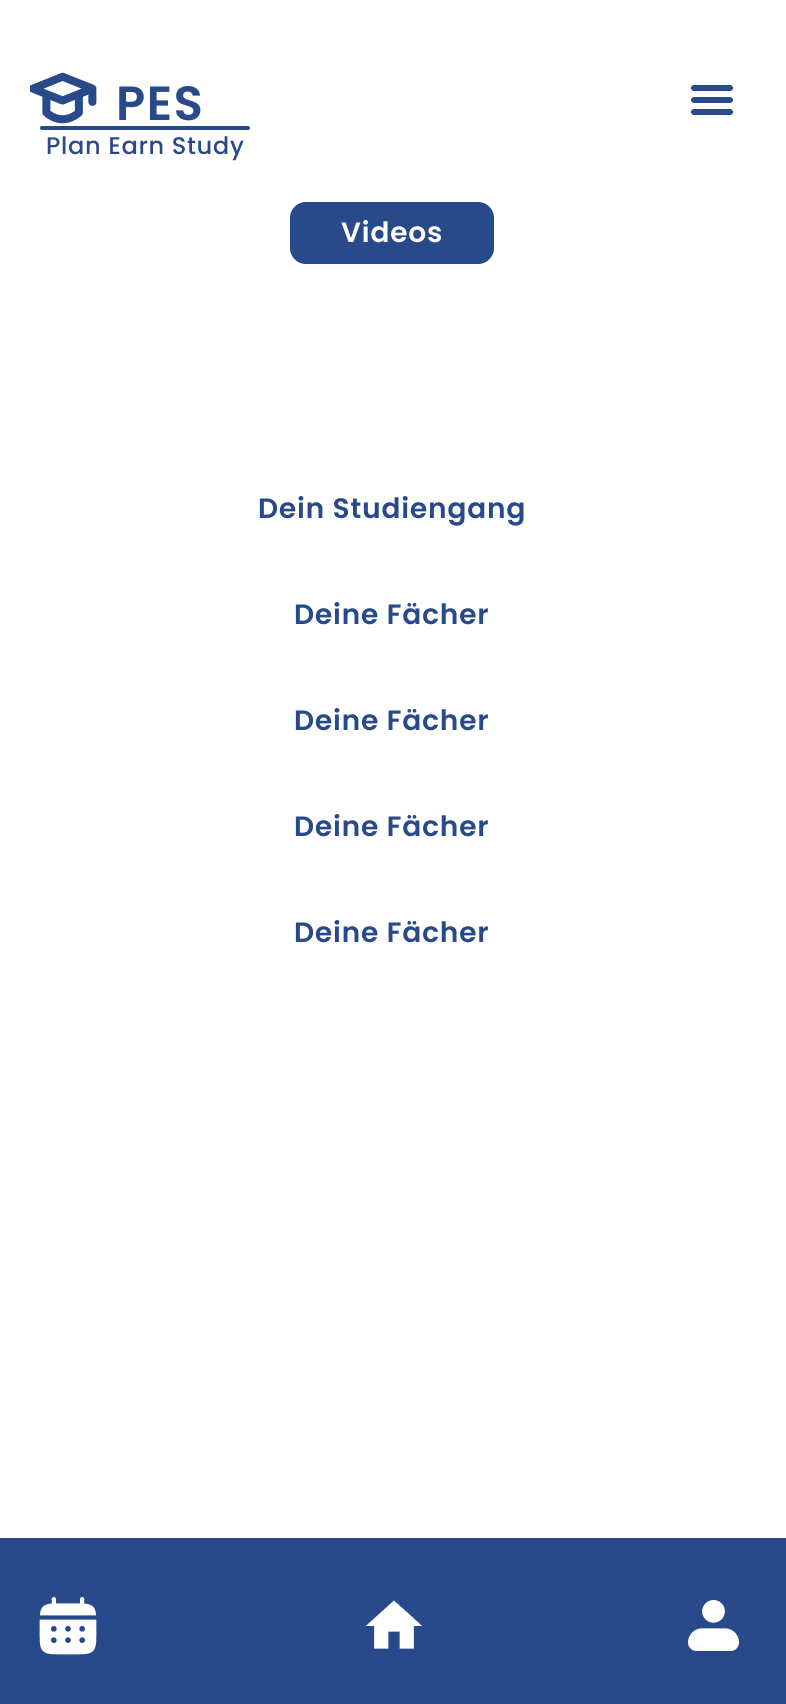 PES
Plan Earn Study
Videos
Dein Studiengang
Deine Fächer
Deine Fächer
Deine Fächer
Deine Fächer